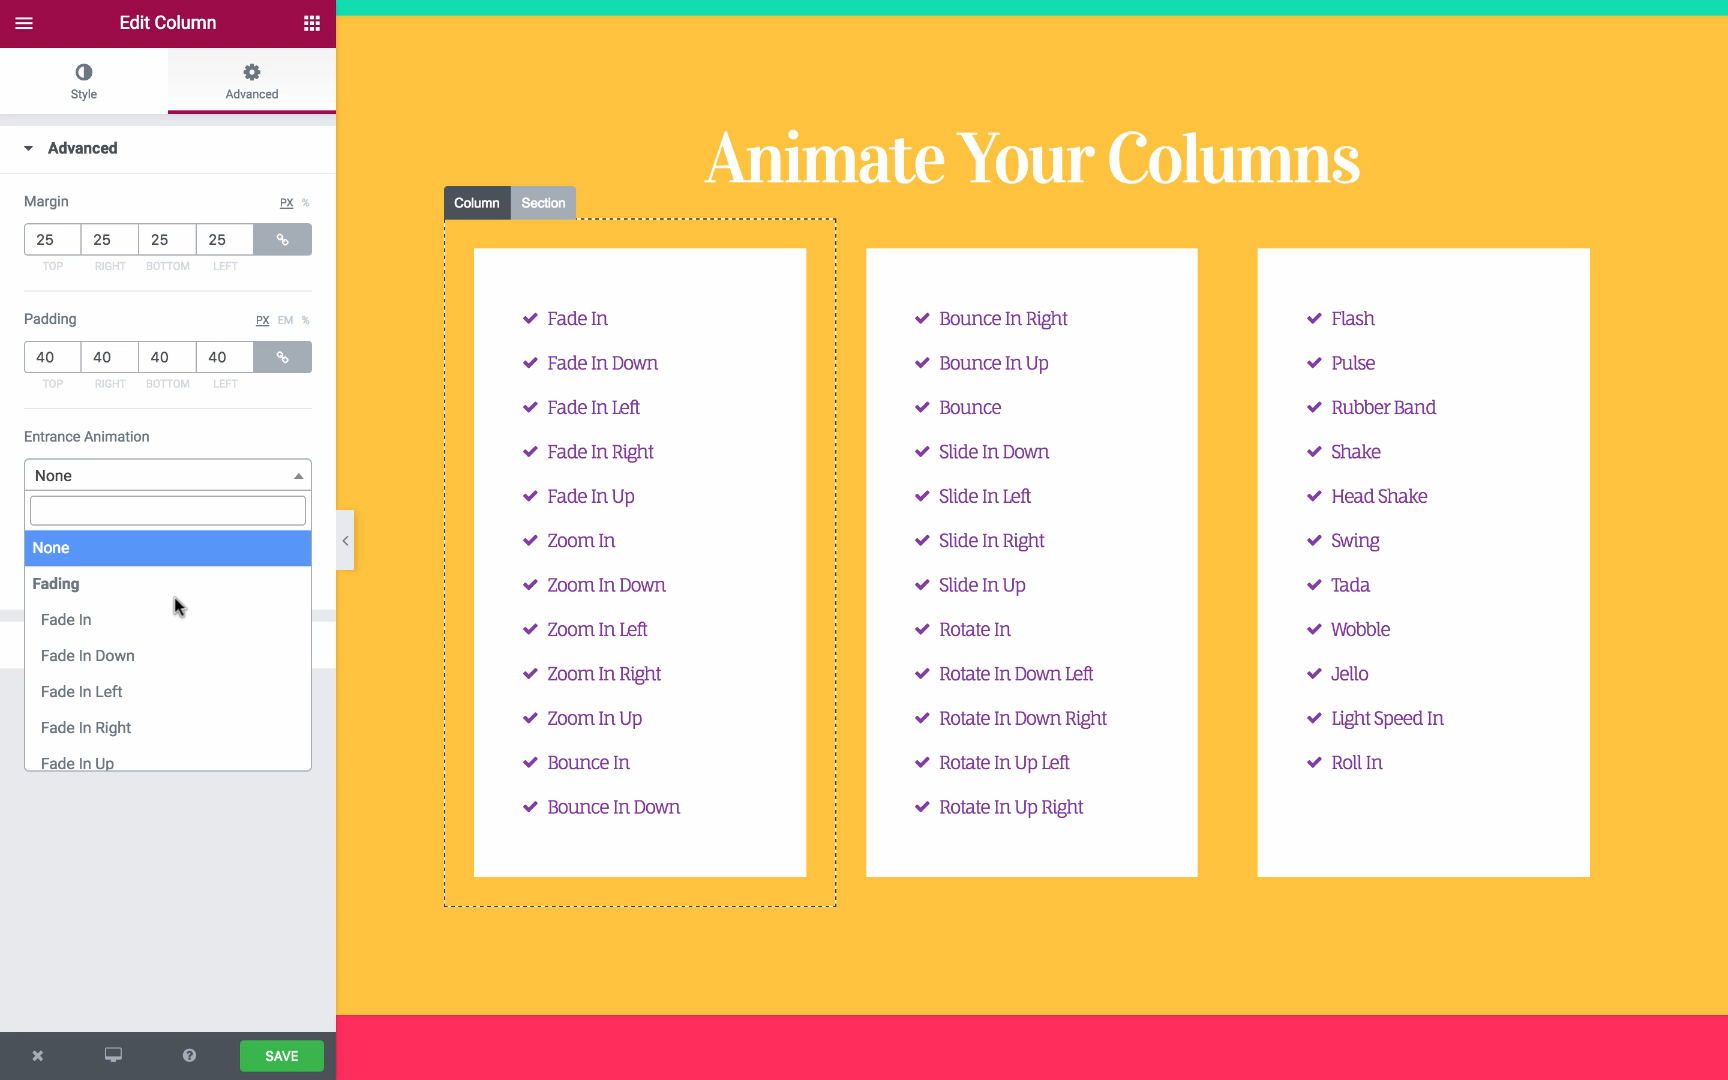 Edit Column
Style
Advanced
Advanced
Margin
PX %
25 25 25 25
TOP RIGHT BOTTOM LEFT
Padding
PX EM %
40 40 40 40
TOP RIGHT BOTTOM LEFT
Entrance Animation
None
None
Fading
Fade In
Fade In Down
Fade In Left
Fade In Right
Fade In Up
SAVE
Animate Your Columns
Column Section
Fade In
Fade In Down
Fade In Left
Fade In Right
Fade In Up
Zoom In
Zoom In Down
Zoom In Left
Zoom In Right
Zoom In Up
Bounce In
Bounce In Down
Bounce In Right
Bounce In Up
Bounce
Slide In Down
Slide In Left
Slide In Right
Slide In Up
Rotate In
Rotate In Down Left
Rotate In Down Right
Rotate In Up Left
Rotate In Up Right
Flash
Pulse
Rubber Band
Shake
Head Shake
Swing
Tada
Wobble
Jello
Light Speed In
Roll In